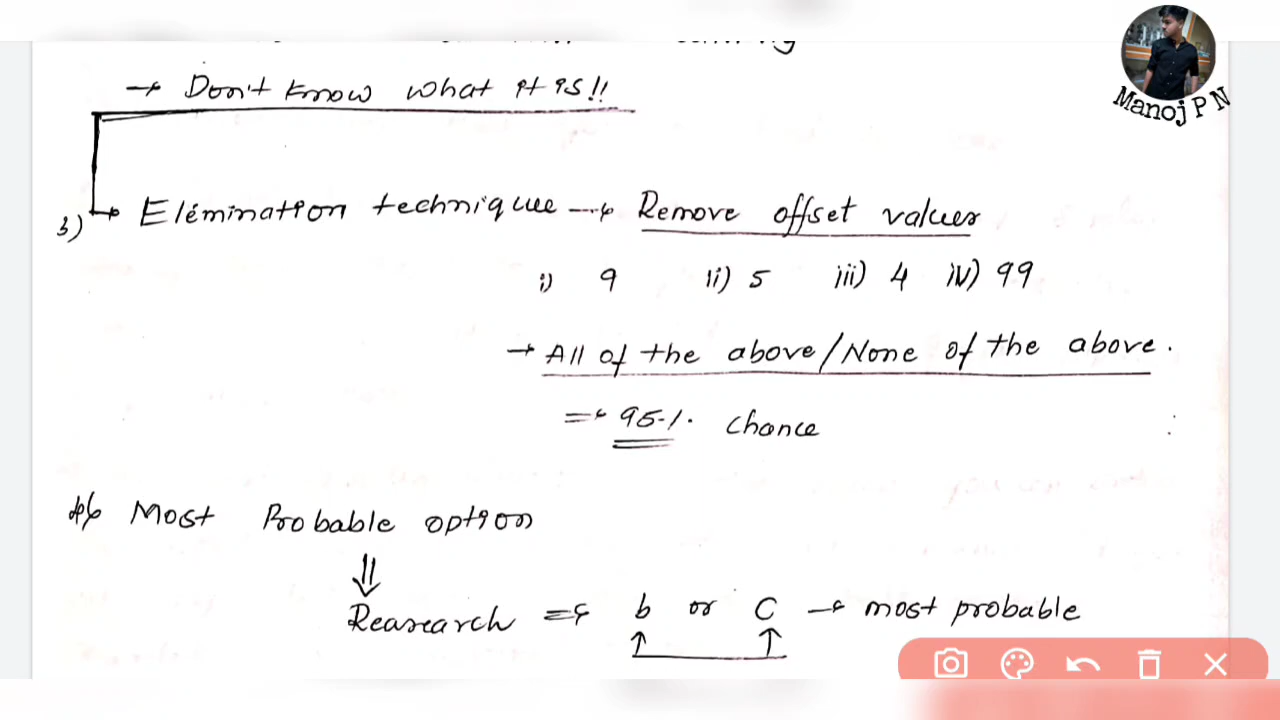 → Don't know what it is!!
3) → Elimination technique → Remove offset values
i) 9 ii) 5 iii) 4 iv) 99
→ All of the above/None of the above.
⇒ 95%. chance
Most Probable option
⇓
Reasearch ⇒ b or C → most probable
↑ ↑
Manoj P N